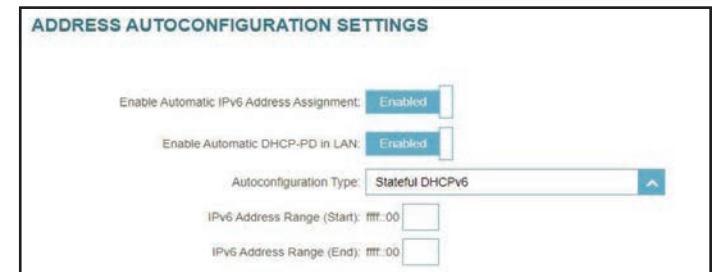 ADDRESS AUTOCONFIGURATION SETTINGS
Enable Automatic IPv6 Address Assignment: Enabled
Enable Automatic DHCP-PD in LAN: Enabled
Autoconfiguration Type: Stateful DHCPv6
IPv6 Address Range (Start): ffff::00
IPv6 Address Range (End): ffff::00